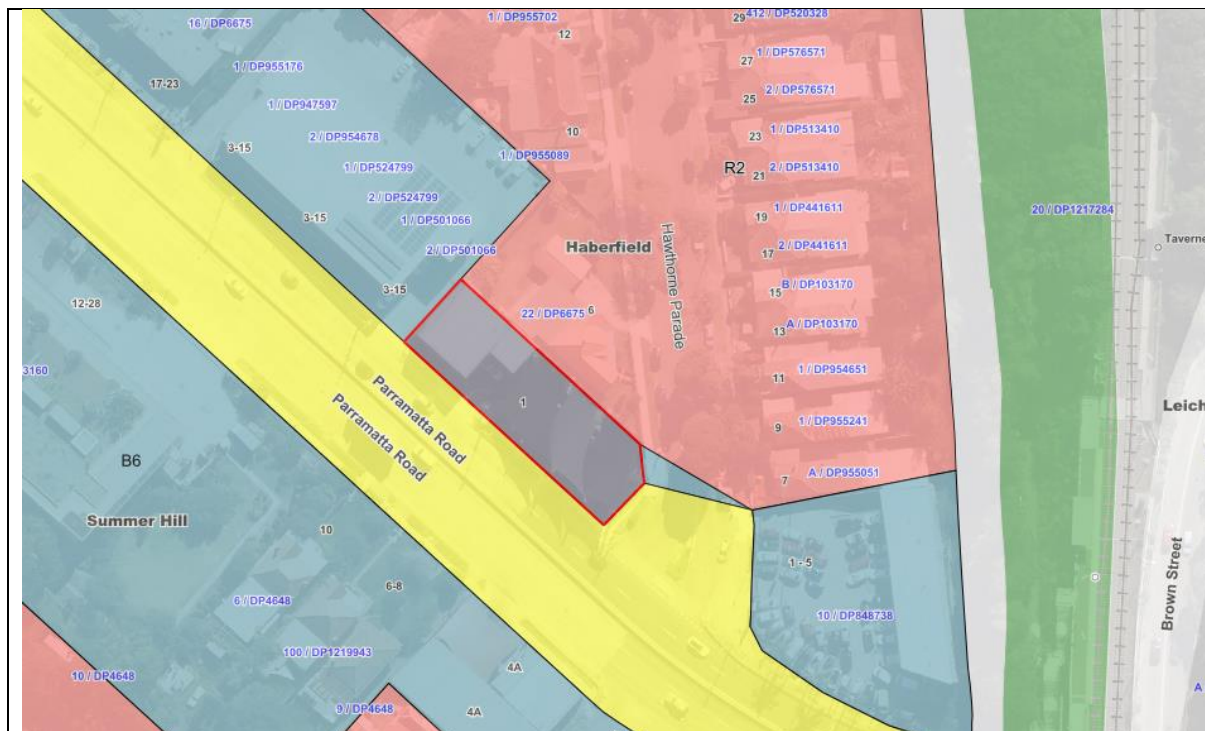 1 / DP955702
29
412 / DP520328
16 / DP6675
12
1 / DP576571
27
1 / DP955176
17-23
2 / DP576571
25
1 / DP947597
10
1 / DP513410
23
2 / DP954678
3-15
1 / DP955089
R2
2 / DP513410
21
1 / DP524799
2 / DP524799
1 / DP441611
19
20 / DP1217284
3-15
1 / DP501066
Haberfield
Hawthorne Parade
2 / DP441611
17
Taverne
2 / DP501066
3-15
B / DP103170
15
12-28
22 / DP6675
6
A / DP103170
13
3160
1 / DP954651
11
Parramatta Road
Parramatta Road
1
Leich
1 / DP955241
9
B6
A / DP955051
7
Summer Hill
10
6-8
1 - 5
Brown Street
6 / DP4648
10 / DP848738
100 / DP1219943
10 / DP4648
4A
9 / DP4648
4A
A